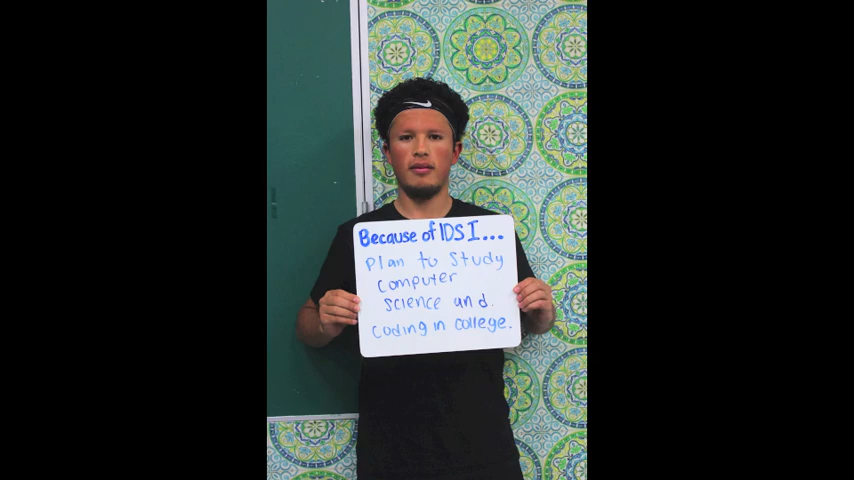 Because of IDS I...
Plan to Study
computer
science and.
coding in college.